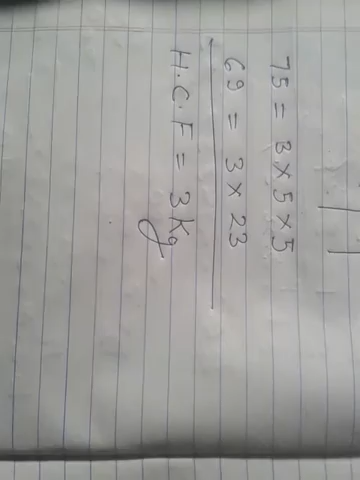 75 = 3 × 5 × 5
69 = 3 × 23
H.C.F = 3 Kg